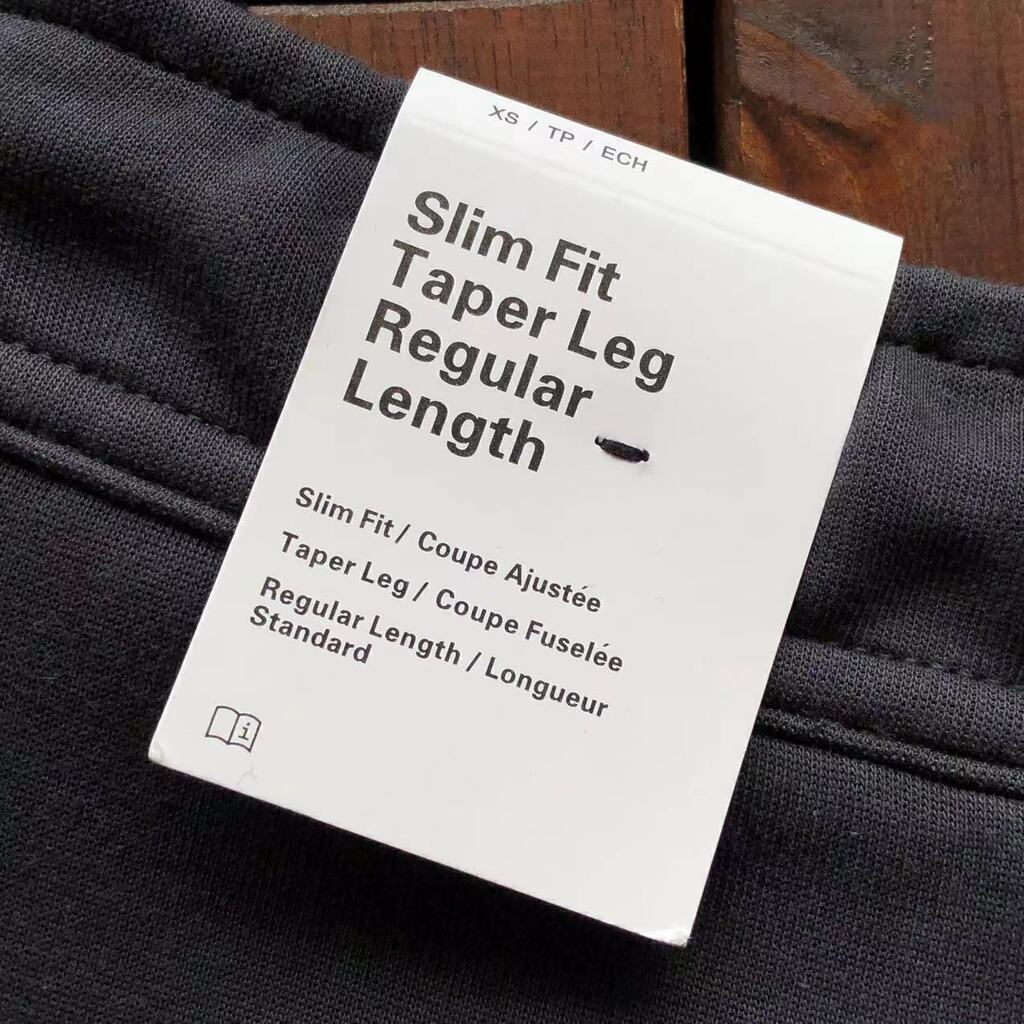 XS / TP / ECH
Slim Fit
Taper Leg
Regular
Length
Slim Fit / Coupe Ajustée
Taper Leg / Coupe Fuselée
Regular Length / Longueur
Standard
i